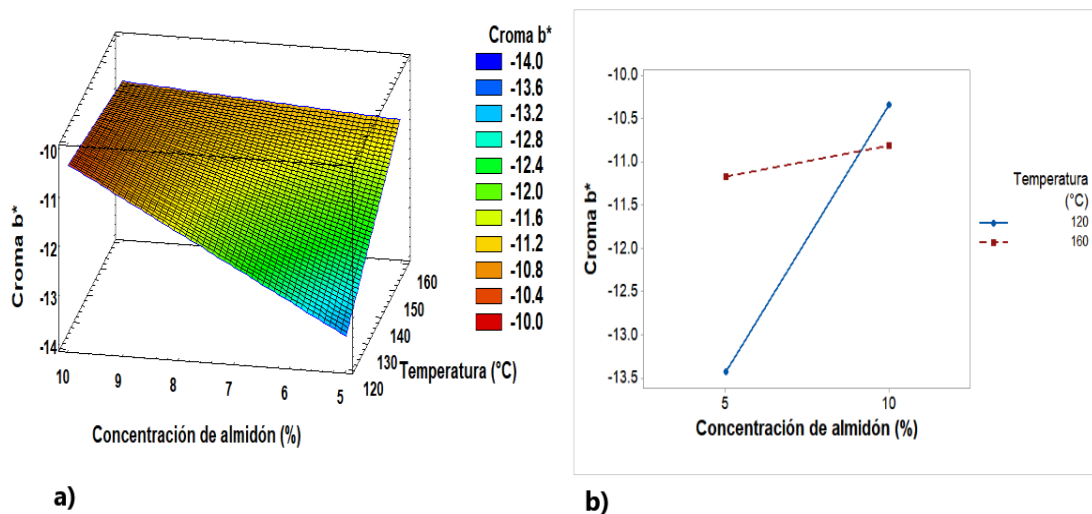 Croma b*
-14.0
-13.6
-13.2
-12.8
-12.4
-12.0
-11.6
-11.2
-10.8
-10.4
-10.0
Croma b*
-10
-11
-12
-13
-14
10 9 8 7 6 5
Concentración de almidón (%)
120
130
140
150
160
Temperatura (°C)
a)
Croma b*
-10.0
-10.5
-11.0
-11.5
-12.0
-12.5
-13.0
-13.5
5 10
Concentración de almidón (%)
Temperatura
(°C)
120
160
b)